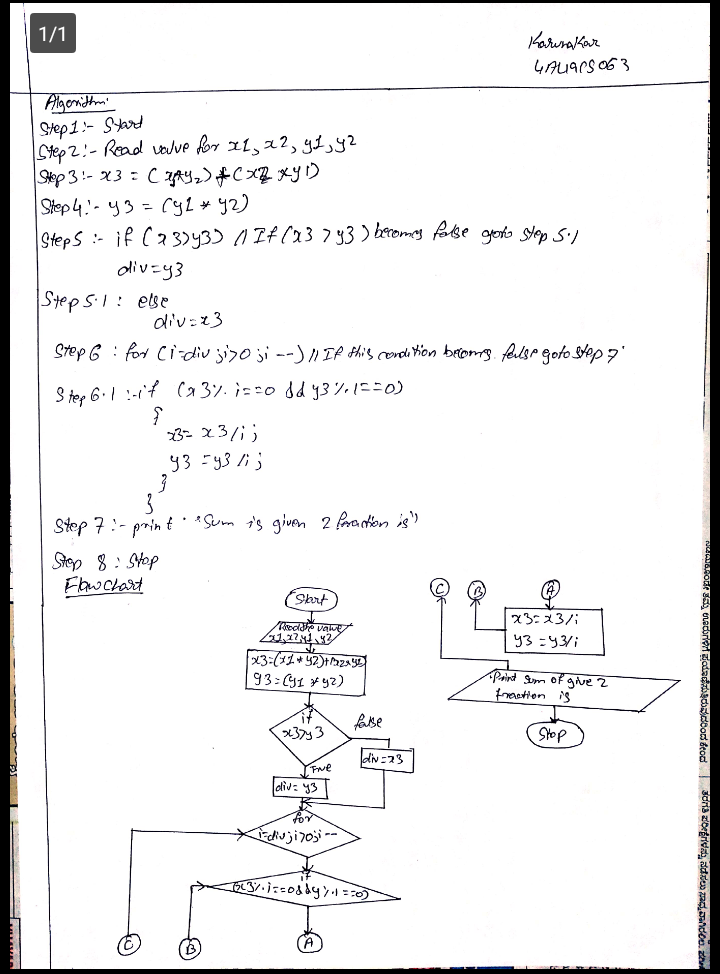 1/1
Karunakar
4AL19CS063
Algorithm:
Step 1:- Start
Step 2:- Read value for x1, x2, y1, y2
Step 3:- x3 = (x1*y2) + (x2 *y1)
Step 4:- y3 = (y1 * y2)
Step 5 :- if (x3>y3) // If (x3 > y3) becomes false goto step 5.1
div=y3
Step 5.1 : else
div=x3
Step 6 : for (i=div ; i>0 ; i --) // If this condition becomes false goto step 7
Step 6.1 :- if (x3 % i==0 && y3 % i==0)
{
x3= x3/i ;
y3 =y3/i ;
}
}
Step 7 :- print "Sum is given 2 fraction is"
Step 8 : Stop
Flowchart
Start
Read the value
x1,x2,y1,y2
x3=(x1*y2)+(x2*y1)
y3=(y1*y2)
if
x3>y3
false
div=x3
True
div= y3
for
i=div; i>0; i--
if
(x3%i==0&&y%i==0)
C
B
A
C
B
A
x3=x3/i
y3=y3/i
Print sum of give 2
fraction is
Stop